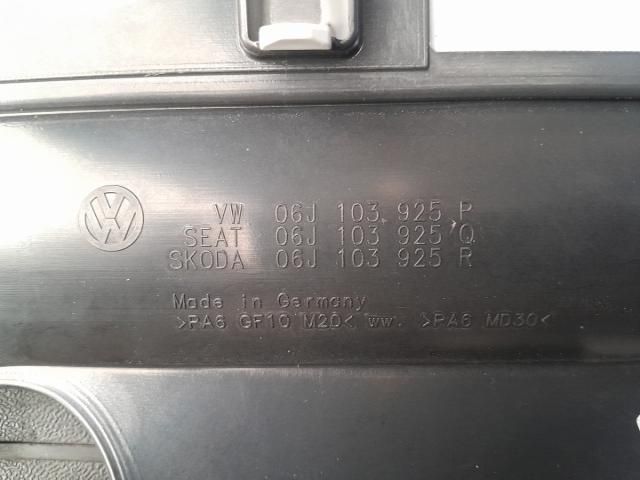 VW 06J 103 925 P
SEAT 06J 103 925 Q
SKODA 06J 103 925 R
Made in Germany
>PA6 GF10 M20< ww. >PA6 MD30<